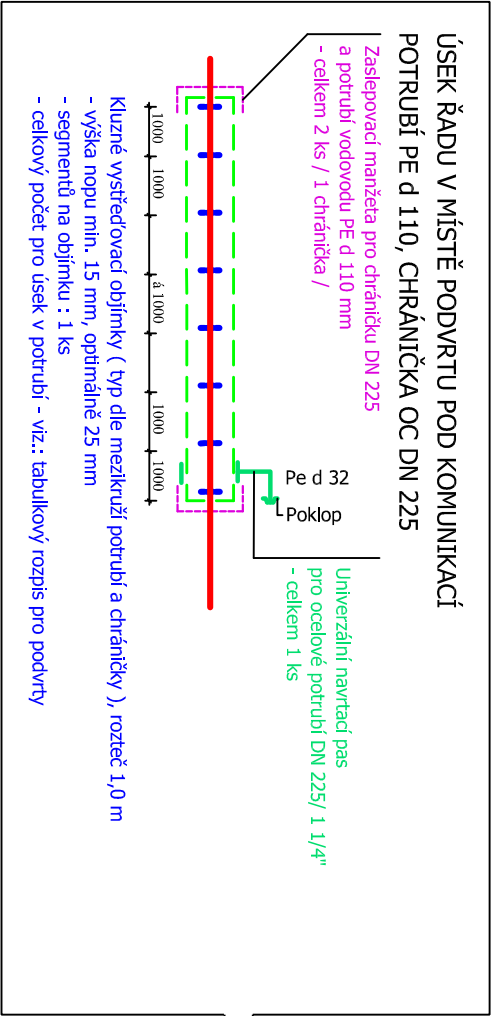 ÚSEK ŘADU V MÍSTĚ PODVRTU POD KOMUNIKACÍ
POTRUBÍ PE d 110, CHRÁNIČKA OC DN 225
Zaslepovací manžeta pro chráničku DN 225
a potrubí vodovodu PE d 110 mm
- celkem 2 ks / 1 chránička /
Univerzální navrtací pas
pro ocelové potrubí DN 225/ 1 1/4"
- celkem 1 ks
Pe d 32
Poklop
1000
1000
á 1000
1000
1000
Kluzné vystřeďovací objímky ( typ dle mezikruží potrubí a chráničky ), rozteč 1,0 m
- výška nopu min. 15 mm, optimálně 25 mm
- segmentů na objímku : 1 ks
- celkový počet pro úsek v potrubí - viz.: tabulkový rozpis pro podvrty